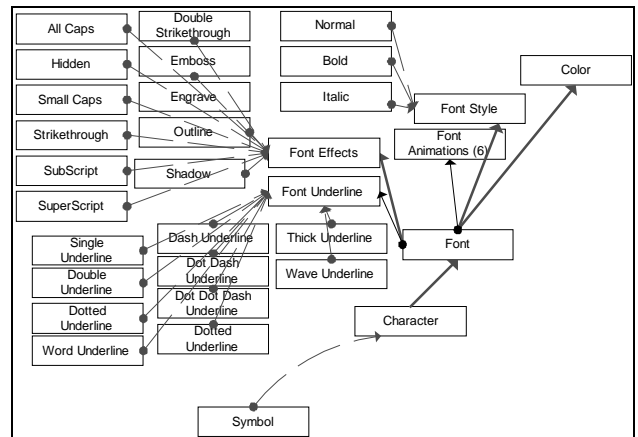 All Caps
Double
Strikethrough
Normal
Hidden
Emboss
Bold
Color
Small Caps
Engrave
Italic
Font Style
Strikethrough
Outline
Font
Animations (6)
Font Effects
SubScript
Shadow
SuperScript
Font Underline
Single
Underline
Dash Underline
Thick Underline
Font
Double
Underline
Dot Dash
Underline
Wave Underline
Dotted
Underline
Dot Dot Dash
Underline
Character
Word Underline
Dotted
Underline
Symbol